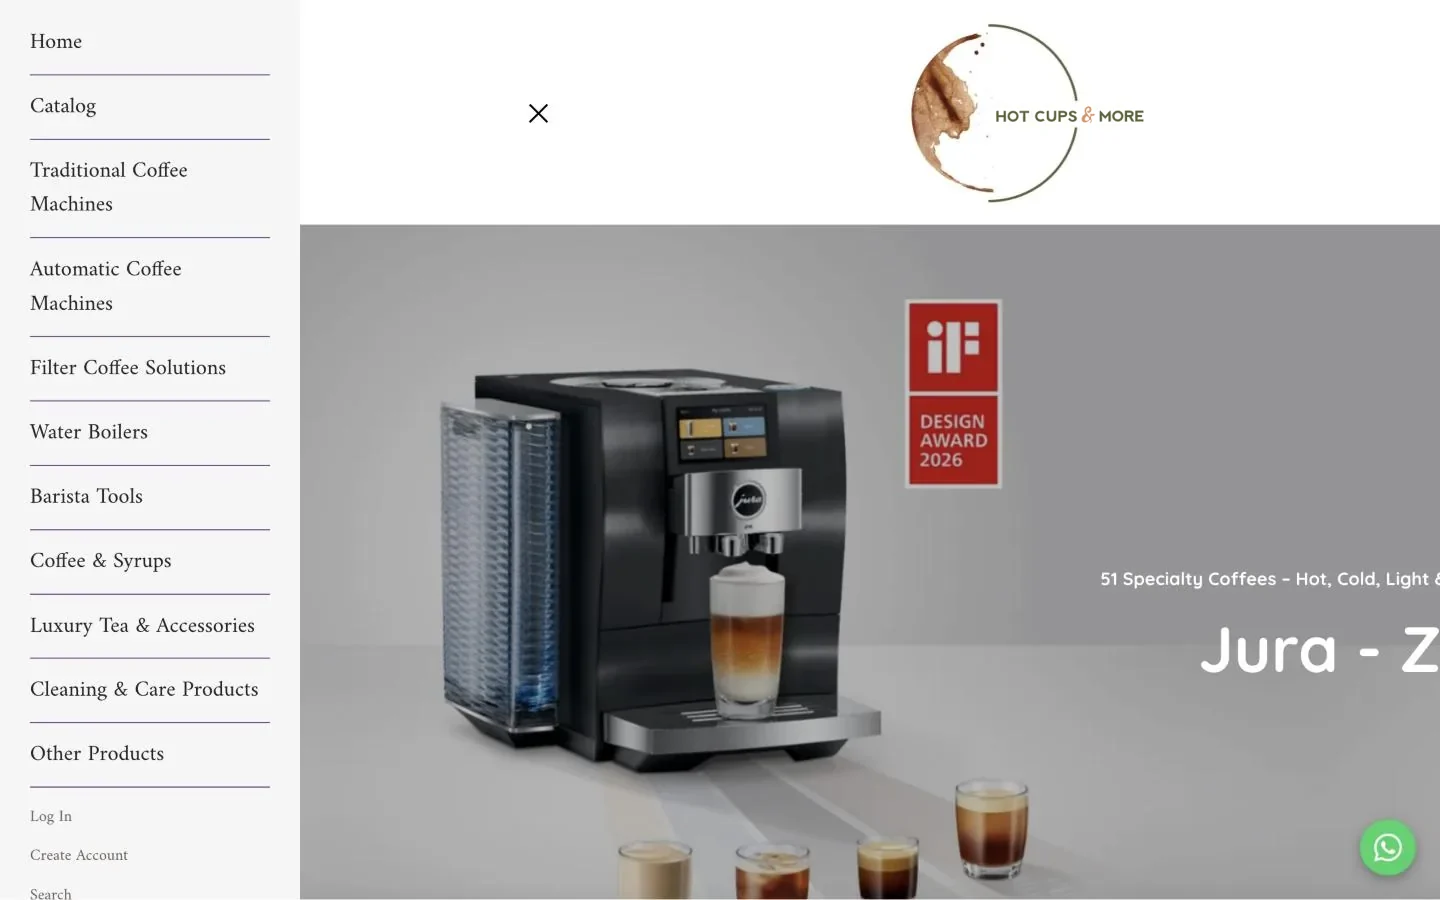 Home
Catalog
Traditional Coffee
Machines
Automatic Coffee
Machines
Filter Coffee Solutions
Water Boilers
Barista Tools
Coffee & Syrups
Luxury Tea & Accessories
Cleaning & Care Products
Other Products
Log In
Create Account
Search
HOT CUPS & MORE
iF
DESIGN
AWARD
2026
jura
51 Specialty Coffees – Hot, Cold, Light &
Jura - Z